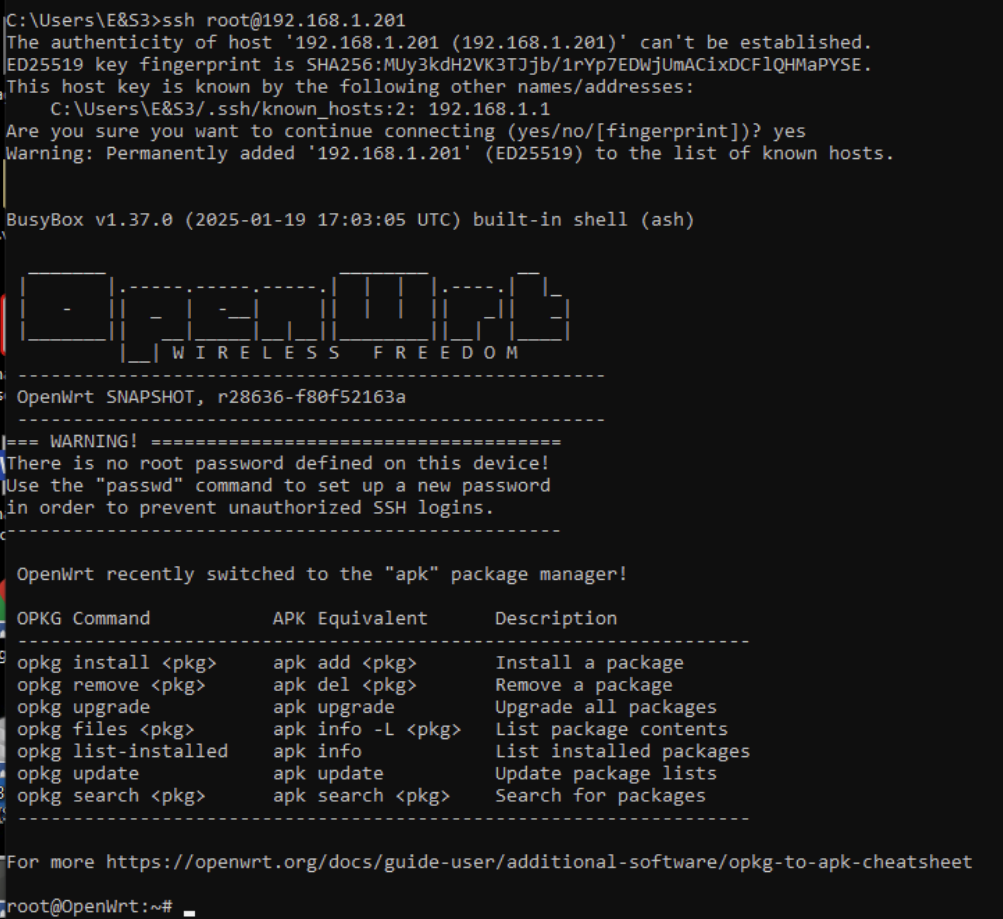 C:\Users\E&S3>ssh root@192.168.1.201
The authenticity of host '192.168.1.201 (192.168.1.201)' can't be established.
ED25519 key fingerprint is SHA256:MUy3kdH2VK3TJjb/1rYp7EDWjUmACixDCFlQHMaPYSE.
This host key is known by the following other names/addresses:
    C:\Users\E&S3/.ssh/known_hosts:2: 192.168.1.1
Are you sure you want to continue connecting (yes/no/[fingerprint])? yes
Warning: Permanently added '192.168.1.201' (ED25519) to the list of known hosts.
BusyBox v1.37.0 (2025-01-19 17:03:05 UTC) built-in shell (ash)
OpenWrt
W I R E L E S S   F R E E D O M
-----------------------------------------------------
OpenWrt SNAPSHOT, r28636-f80f52163a
-----------------------------------------------------
=== WARNING! =====================================
There is no root password defined on this device!
Use the "passwd" command to set up a new password
in order to prevent unauthorized SSH logins.
--------------------------------------------------
OpenWrt recently switched to the "apk" package manager!
OPKG Command           APK Equivalent      Description
------------------------------------------------------------------
opkg install <pkg>     apk add <pkg>       Install a package
opkg remove <pkg>      apk del <pkg>       Remove a package
opkg upgrade           apk upgrade         Upgrade all packages
opkg files <pkg>       apk info -L <pkg>   List package contents
opkg list-installed    apk info            List installed packages
opkg update            apk update          Update package lists
opkg search <pkg>      apk search <pkg>    Search for packages
------------------------------------------------------------------
For more https://openwrt.org/docs/guide-user/additional-software/opkg-to-apk-cheatsheet
root@OpenWrt:~#